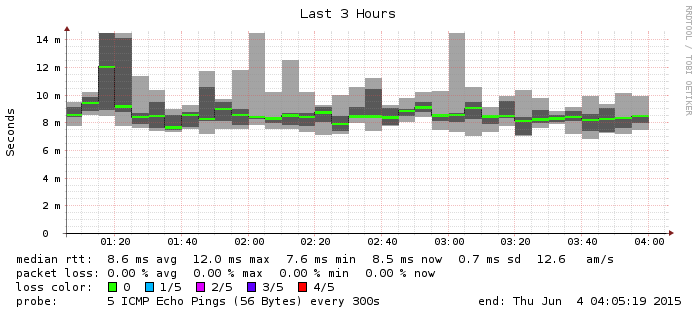 Last 3 Hours
RRDTOOL / TOBI OETIKER
Seconds
14 m
12 m
10 m
8 m
6 m
4 m
2 m
0
01:20 01:40 02:00 02:20 02:40 03:00 03:20 03:40 04:00
median rtt: 8.6 ms avg 12.0 ms max 7.6 ms min 8.5 ms now 0.7 ms sd 12.6 am/s
packet loss: 0.00 % avg 0.00 % max 0.00 % min 0.00 % now
loss color: 0 1/5 2/5 3/5 4/5
probe: 5 ICMP Echo Pings (56 Bytes) every 300s end: Thu Jun 4 04:05:19 2015